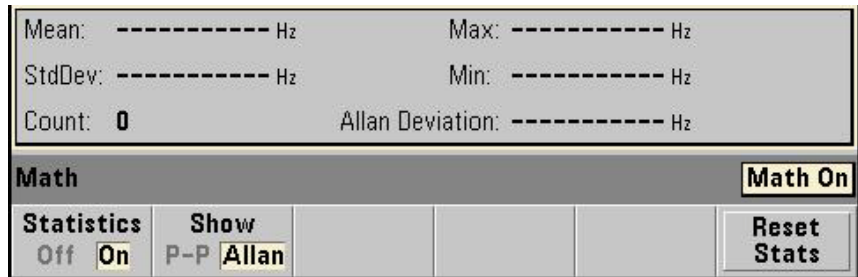 Mean: ----------- Hz Max: ----------- Hz
StdDev: ----------- Hz Min: ----------- Hz
Count: 0 Allan Deviation: ----------- Hz
Math Math On
Statistics Show Reset
Off On P-P Allan Stats